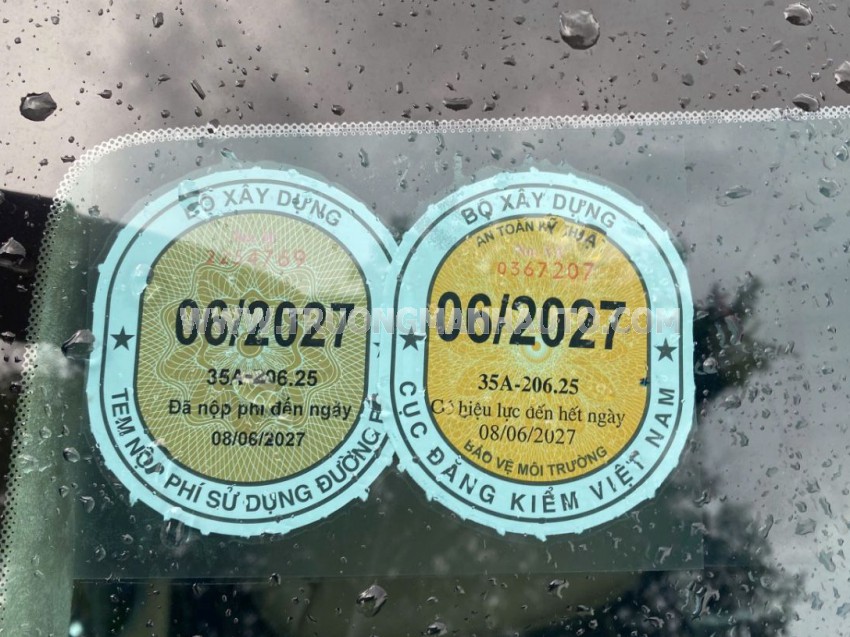 BỘ XÂY DỰNG
06/2027
35A-206.25
Đã nộp phí đến ngày
08/06/2027
TEM NỘP PHÍ SỬ DỤNG ĐƯỜNG
BỘ XÂY DỰNG
AN TOÀN KỸ
0367207
06/2027
35A-206.25
Có hiệu lực đến hết ngày
08/06/2027
BẢO VỆ MÔI TRƯỜNG
CỤC ĐĂNG KIỂM VIỆT NAM